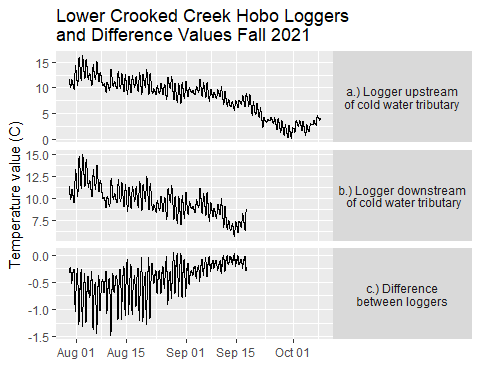 Lower Crooked Creek Hobo Loggers
and Difference Values Fall 2021
Temperature value (C)
15
10
5
0
a.) Logger upstream
of cold water tributary
15.0
12.5
10.0
7.5
b.) Logger downstream
of cold water tributary
0.0
-0.5
-1.0
-1.5
c.) Difference
between loggers
Aug 01 Aug 15 Sep 01 Sep 15 Oct 01